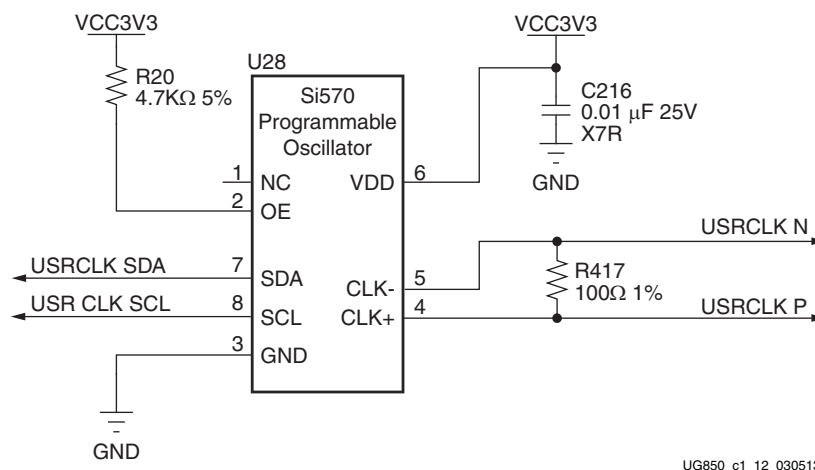 VCC3V3
VCC3V3
U28
R20
4.7KΩ 5%
Si570
Programmable
Oscillator
C216
0.01 μF 25V
X7R
GND
1
NC
VDD
6
2
OE
USRCLK SDA
7
SDA
USR CLK SCL
8
SCL
3
GND
GND
CLK-
5
CLK+
4
R417
100Ω 1%
USRCLK N
USRCLK P
UG850_c1_12_030513